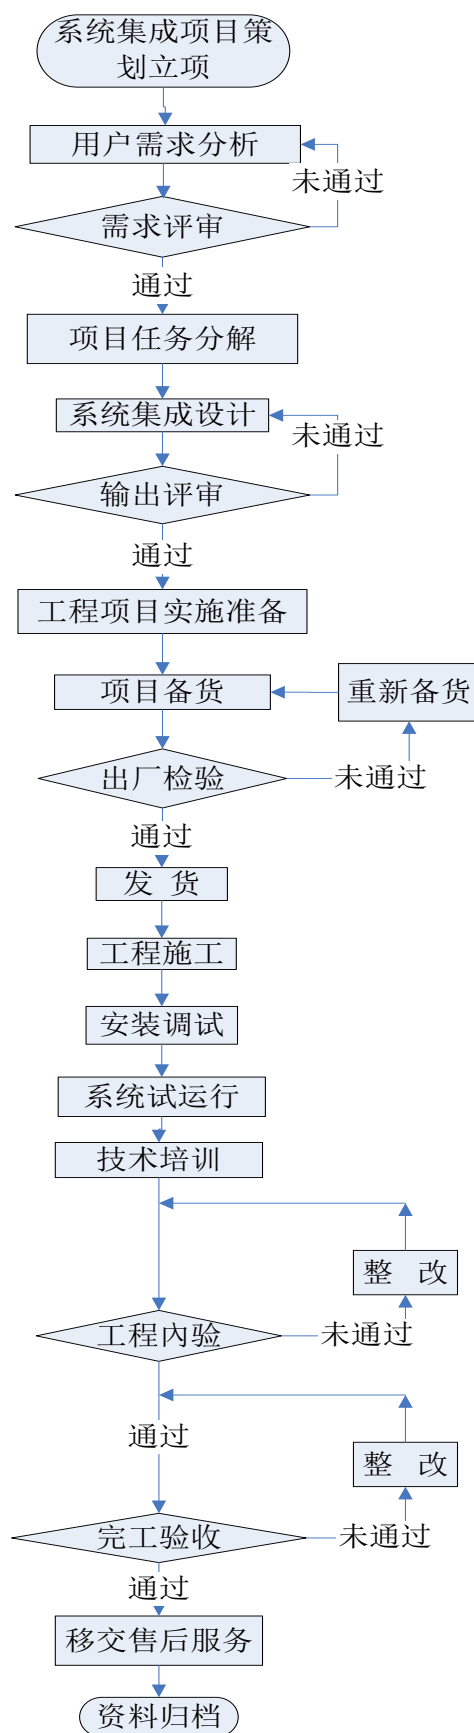 系统集成项目策
划立项
用户需求分析
未通过
需求评审
通过
项目任务分解
系统集成设计
未通过
输出评审
通过
工程项目实施准备
项目备货
重新备货
出厂检验
未通过
通过
发 货
工程施工
安装调试
系统试运行
技术培训
整 改
工程内验
未通过
通过
整 改
完工验收
未通过
通过
移交售后服务
资料归档